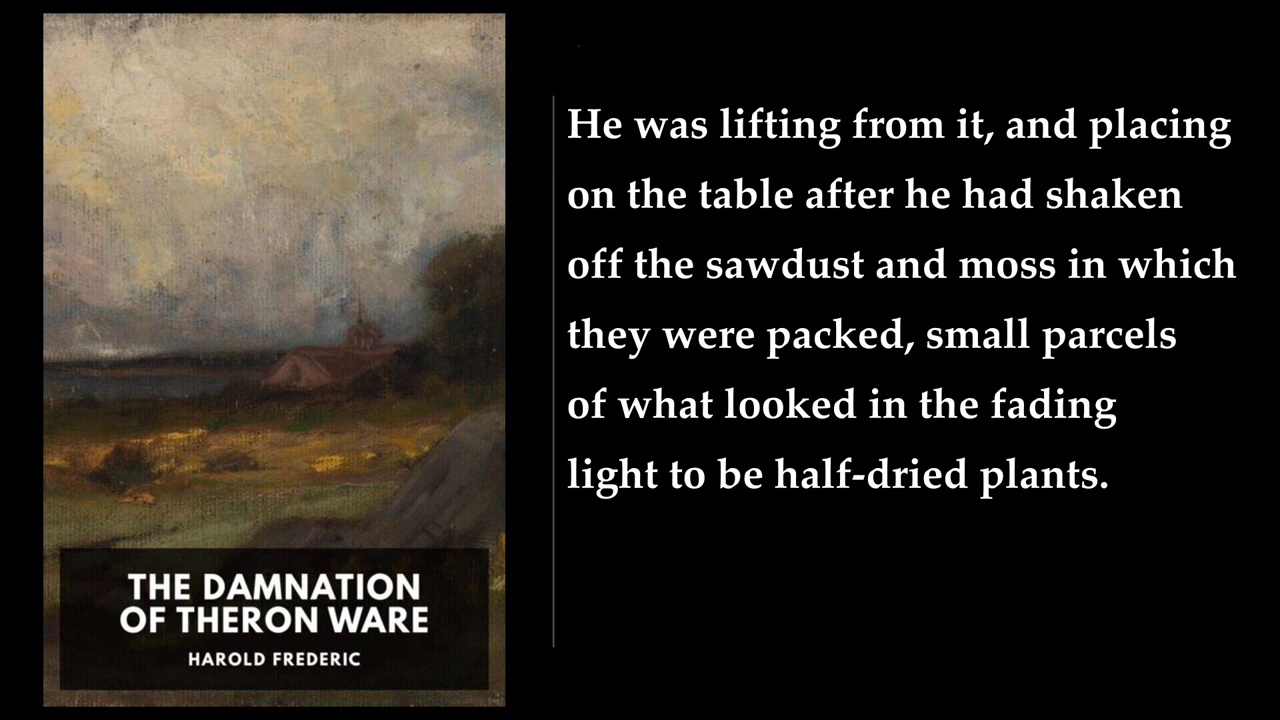 He was lifting from it, and placing
on the table after he had shaken
off the sawdust and moss in which
they were packed, small parcels
of what looked in the fading
light to be half-dried plants.
THE DAMNATION
OF THERON WARE
HAROLD FREDERIC